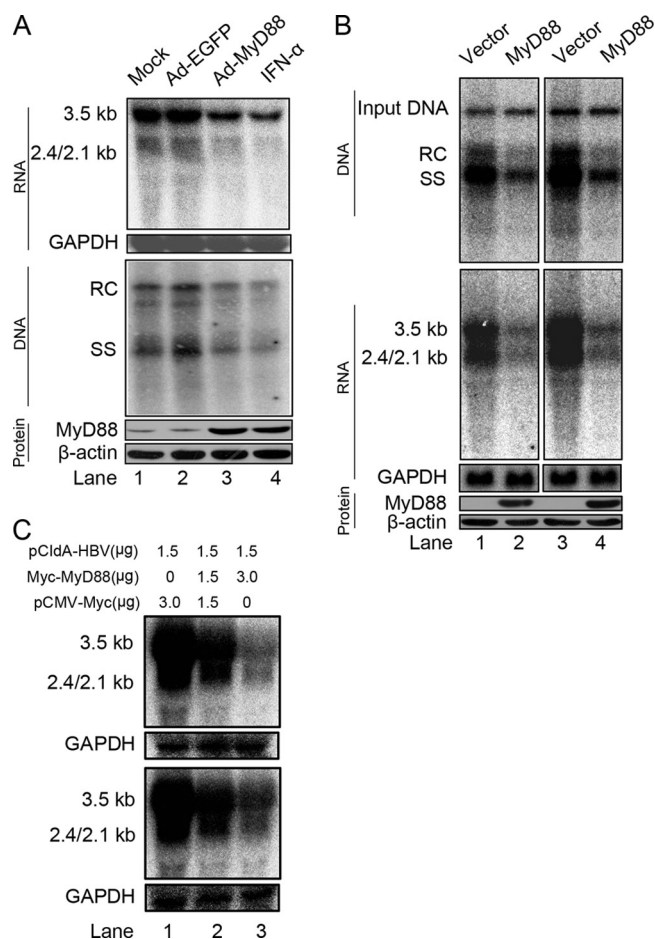 A
Mock Ad-EGFP Ad-MyD88 IFN-α
RNA
3.5 kb
2.4/2.1 kb
GAPDH
DNA
RC
SS
Protein
MyD88
β-actin
Lane 1 2 3 4
B
Vector MyD88 Vector MyD88
DNA
Input DNA
RC
SS
RNA
3.5 kb
2.4/2.1 kb
GAPDH
Protein
MyD88
β-actin
Lane 1 2 3 4
C
pCldA-HBV(μg) 1.5 1.5 1.5
Myc-MyD88(μg) 0 1.5 3.0
pCMV-Myc(μg) 3.0 1.5 0
3.5 kb
2.4/2.1 kb
GAPDH
3.5 kb
2.4/2.1 kb
GAPDH
Lane 1 2 3